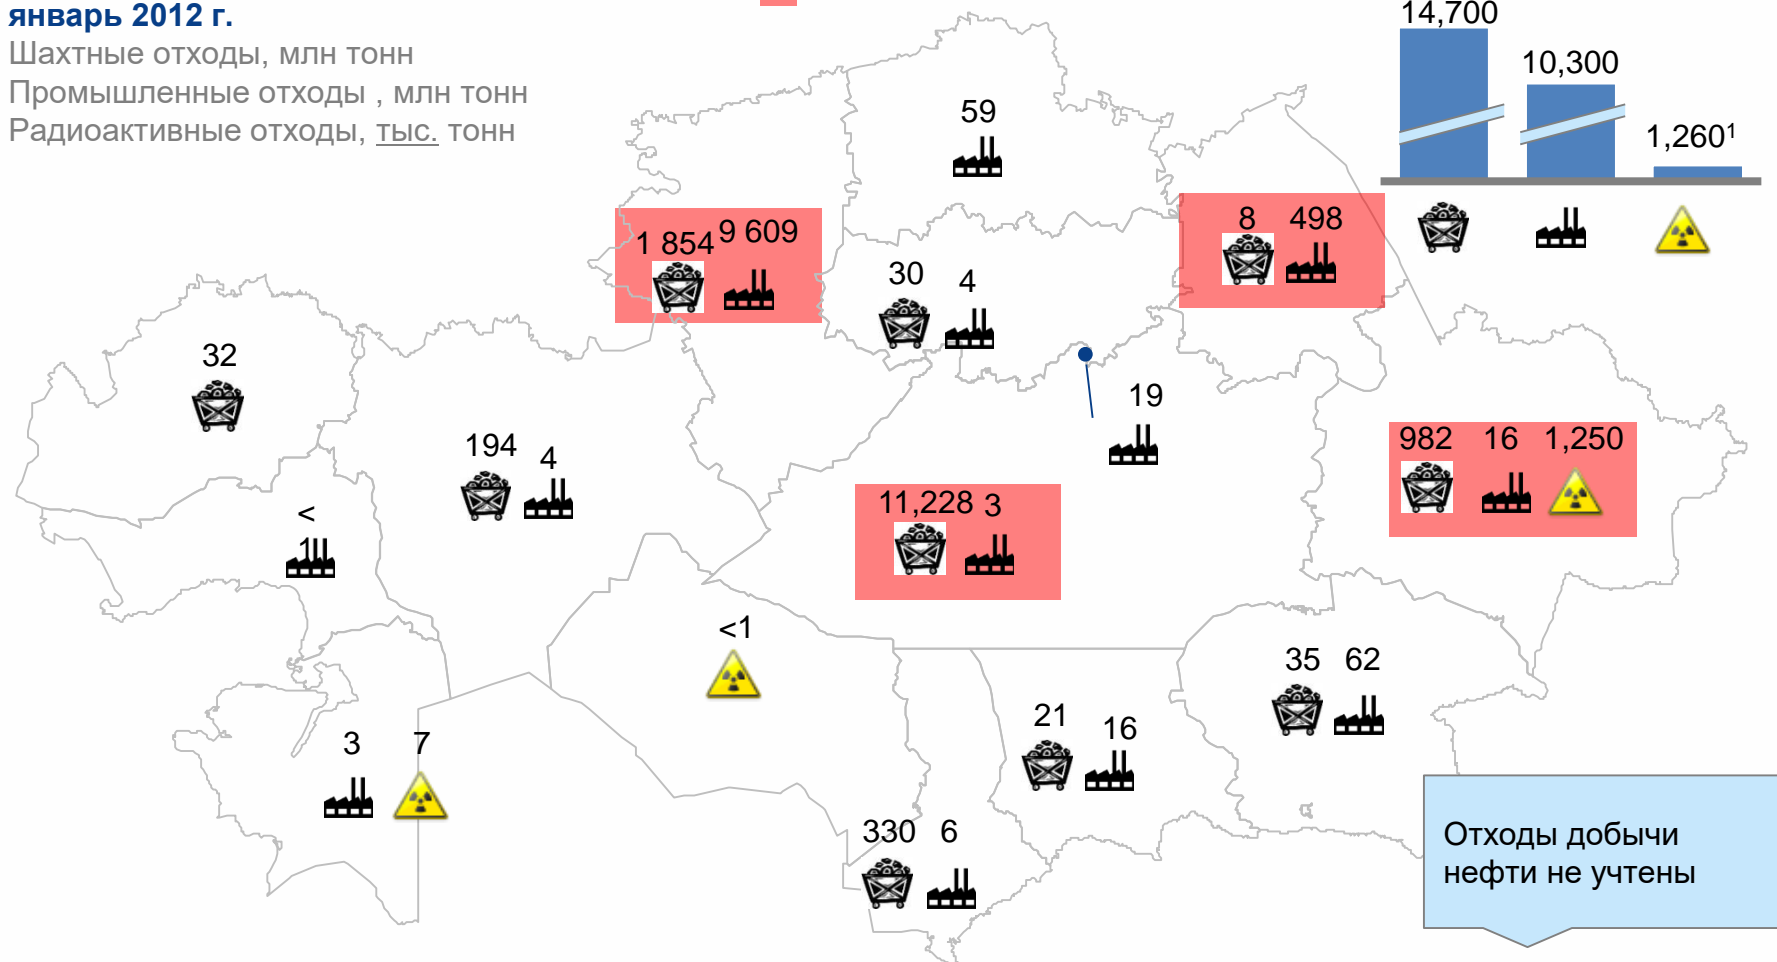 январь 2012 г.
Шахтные отходы, млн тонн
Промышленные отходы , млн тонн
Радиоактивные отходы, тыс. тонн
14,700
10,300
1,260¹
59
1 854 9 609
8 498
30 4
32
19
194 4
982 16 1,250
<
1
11,228 3
<1
35 62
21 16
3 7
330 6
Отходы добычи
нефти не учтены